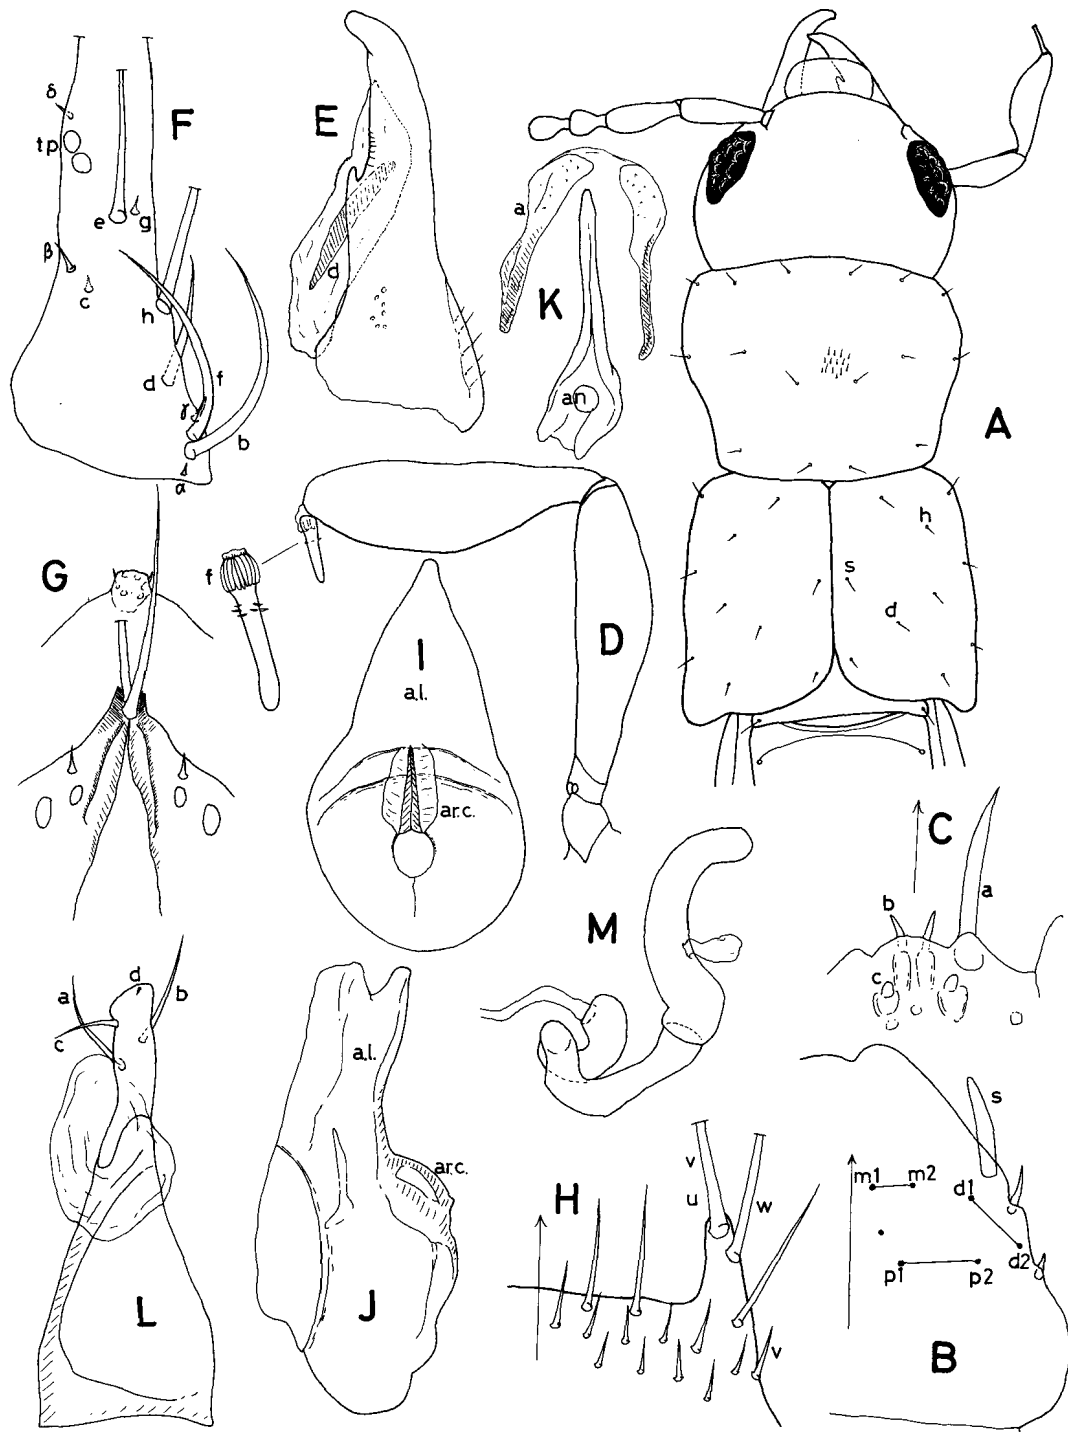 F
δ
tp
e
g
β
c
h
d
f
γ
b
α
E
d
K
a
an
A
h
s
d
G
f
I
a.l.
ar.c.
D
M
C
a
b
c
L
a
d
b
c
J
a.l.
ar.c.
H
v
u
w
v
B
s
m1 m2
d1
d2
p1 p2